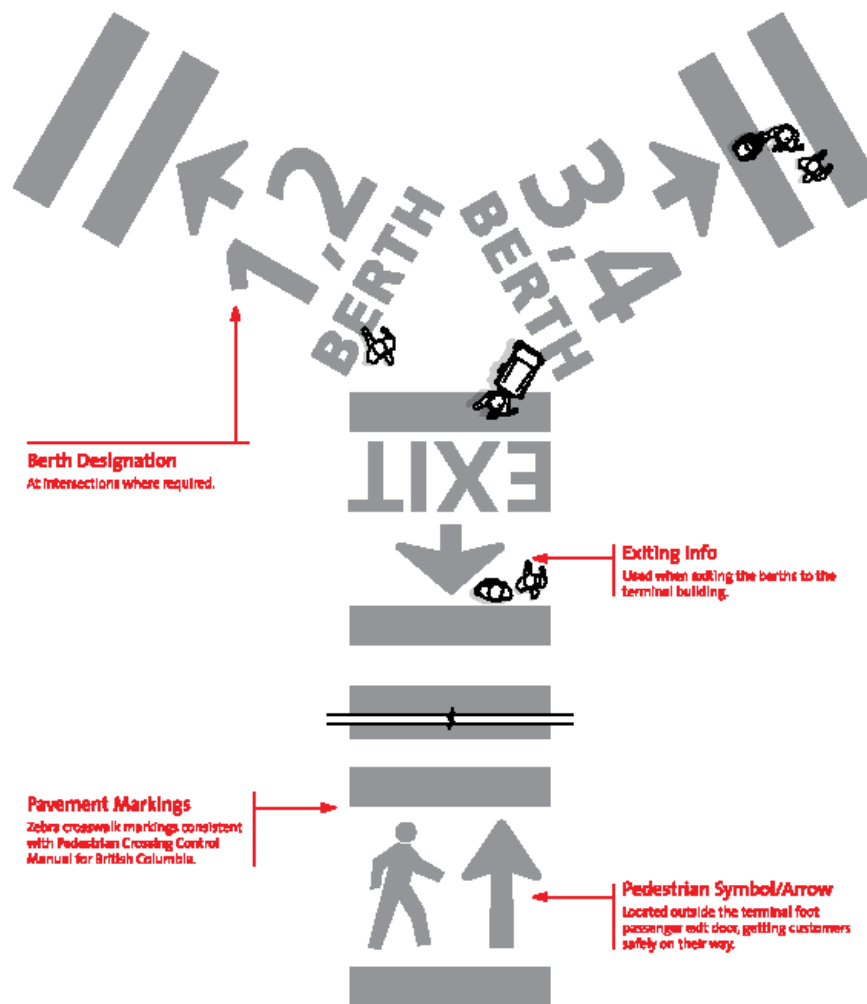 1,2
BERTH
3,4
BERTH
EXIT
Berth Designation
At intersections where required.
Exiting Info
Used when exiting the berths to the
terminal building.
Pavement Markings
Zebra crosswalk markings consistent
with Pedestrian Crossing Control
Manual for British Columbia.
Pedestrian Symbol/Arrow
Located outside the terminal foot
passenger exit door, getting customers
safely on their way.